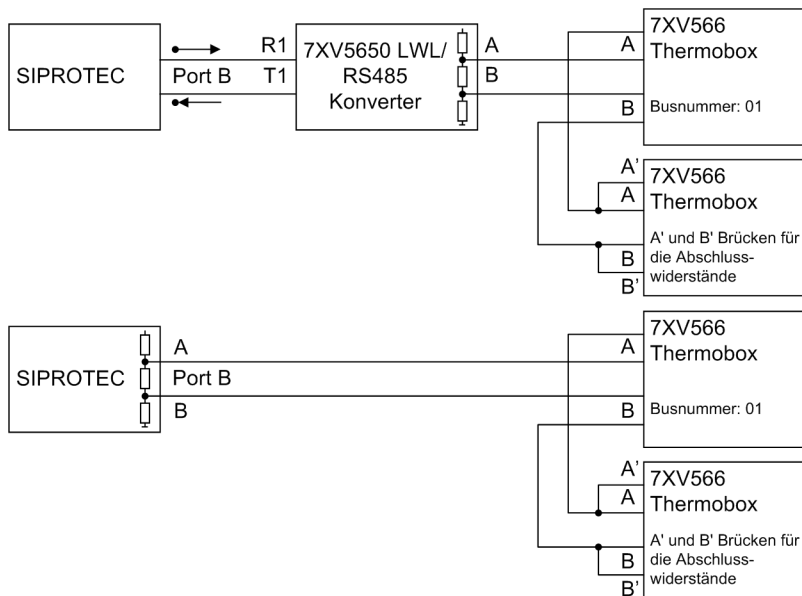 SIPROTEC
R1
Port B
T1
7XV5650 LWL/
RS485
Konverter
A
B
A
B
7XV566
Thermobox
Busnummer: 01
A'
A
B
B'
7XV566
Thermobox
A' und B' Brücken für
die Abschluss-
widerstände
SIPROTEC
A
Port B
B
A
B
7XV566
Thermobox
Busnummer: 01
A'
A
B
B'
7XV566
Thermobox
A' und B' Brücken für
die Abschluss-
widerstände